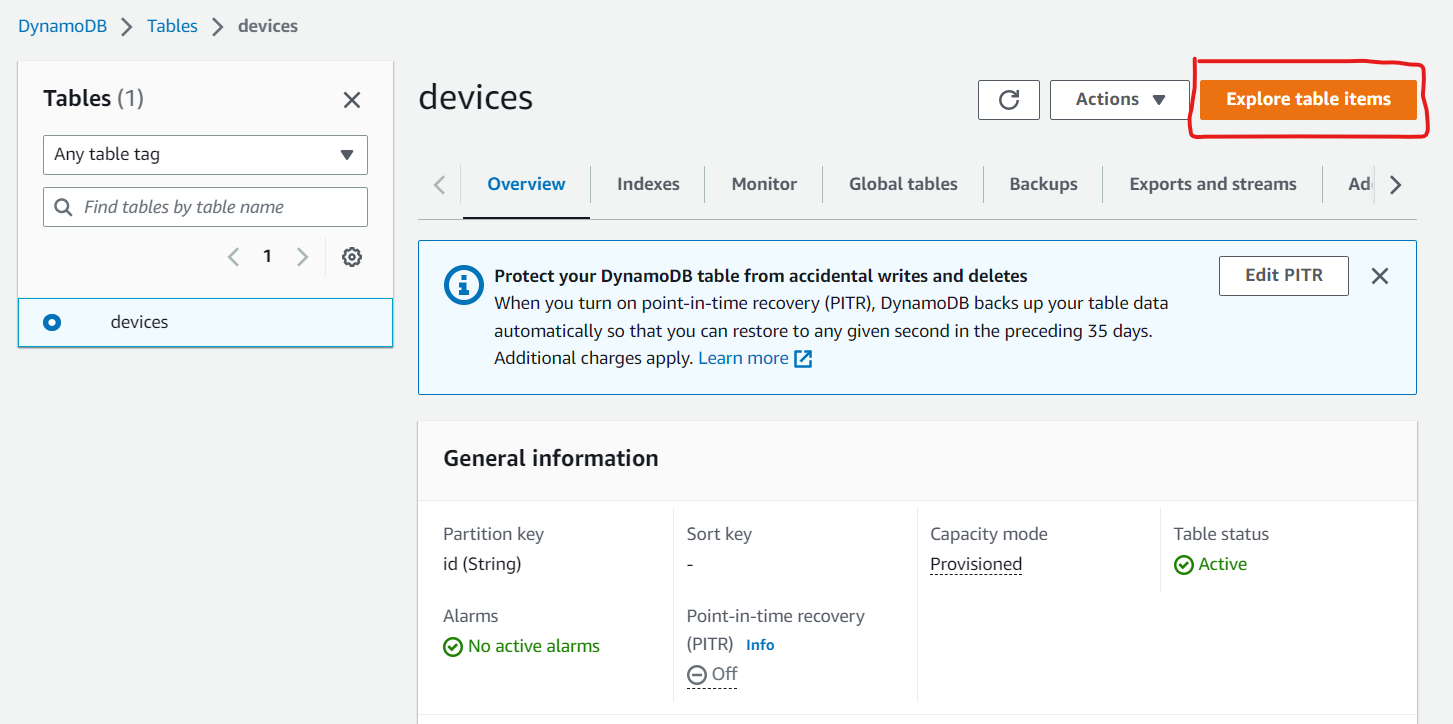 DynamoDB > Tables > devices
Tables (1)
Any table tag
Find tables by table name
1
devices
devices
Actions
Explore table items
Overview
Indexes
Monitor
Global tables
Backups
Exports and streams
Protect your DynamoDB table from accidental writes and deletes
When you turn on point-in-time recovery (PITR), DynamoDB backs up your table data
automatically so that you can restore to any given second in the preceding 35 days.
Additional charges apply. Learn more
Edit PITR
General information
Partition key
id (String)
Sort key
-
Capacity mode
Provisioned
Table status
Active
Alarms
No active alarms
Point-in-time recovery
(PITR) Info
Off